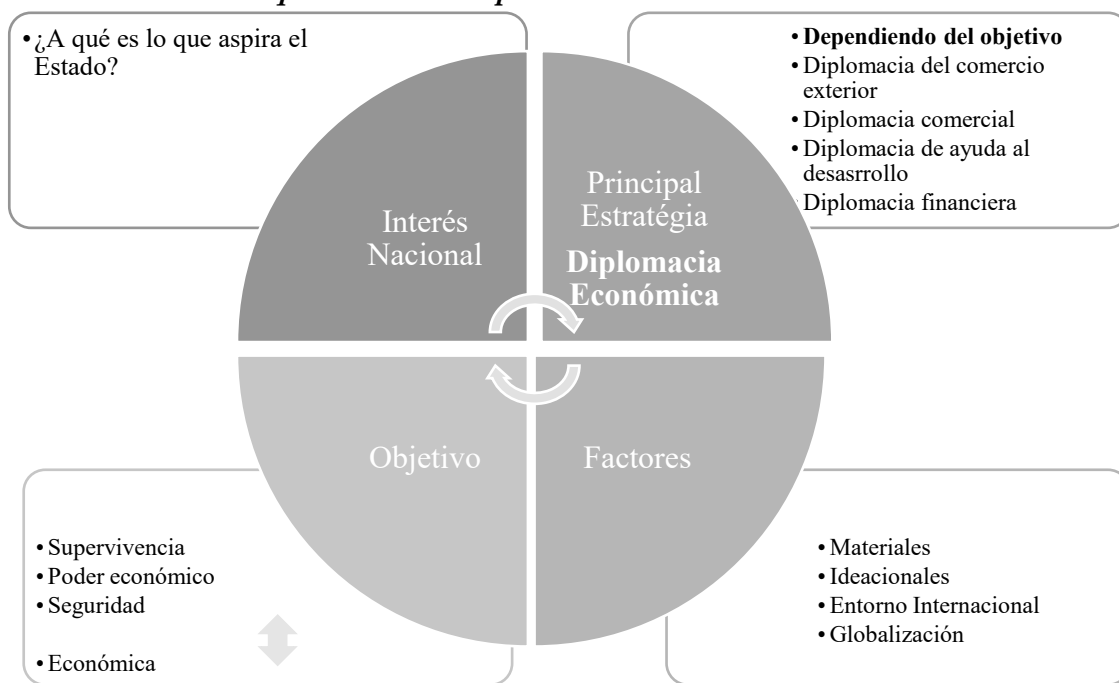 • ¿A qué es lo que aspira el
Estado?
• Dependiendo del objetivo
• Diplomacia del comercio
exterior
• Diplomacia comercial
• Diplomacia de ayuda al
desasrrollo
• Diplomacia financiera
Interés
Nacional
Principal
Estratégia
Diplomacia
Económica
Objetivo
Factores
• Supervivencia
• Poder económico
• Seguridad
• Económica
• Materiales
• Ideacionales
• Entorno Internacional
• Globalización